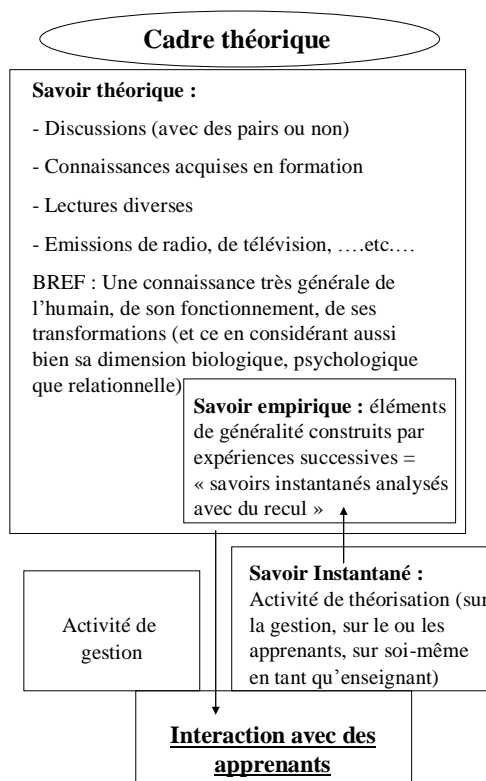 Cadre théorique
Savoir théorique :
- Discussions (avec des pairs ou non)
- Connaissances acquises en formation
- Lectures diverses
- Emissions de radio, de télévision, ….etc.…
BREF : Une connaissance très générale de
l’humain, de son fonctionnement, de ses
transformations (et ce en considérant aussi
bien sa dimension biologique, psychologique
que relationnelle)
Savoir empirique : éléments
de généralité construits par
expériences successives =
« savoirs instantanés analysés
avec du recul »
Savoir Instantané :
Activité de théorisation (sur
la gestion, sur le ou les
apprenants, sur soi-même
en tant qu’enseignant)
Activité de
gestion
Interaction avec des
apprenants